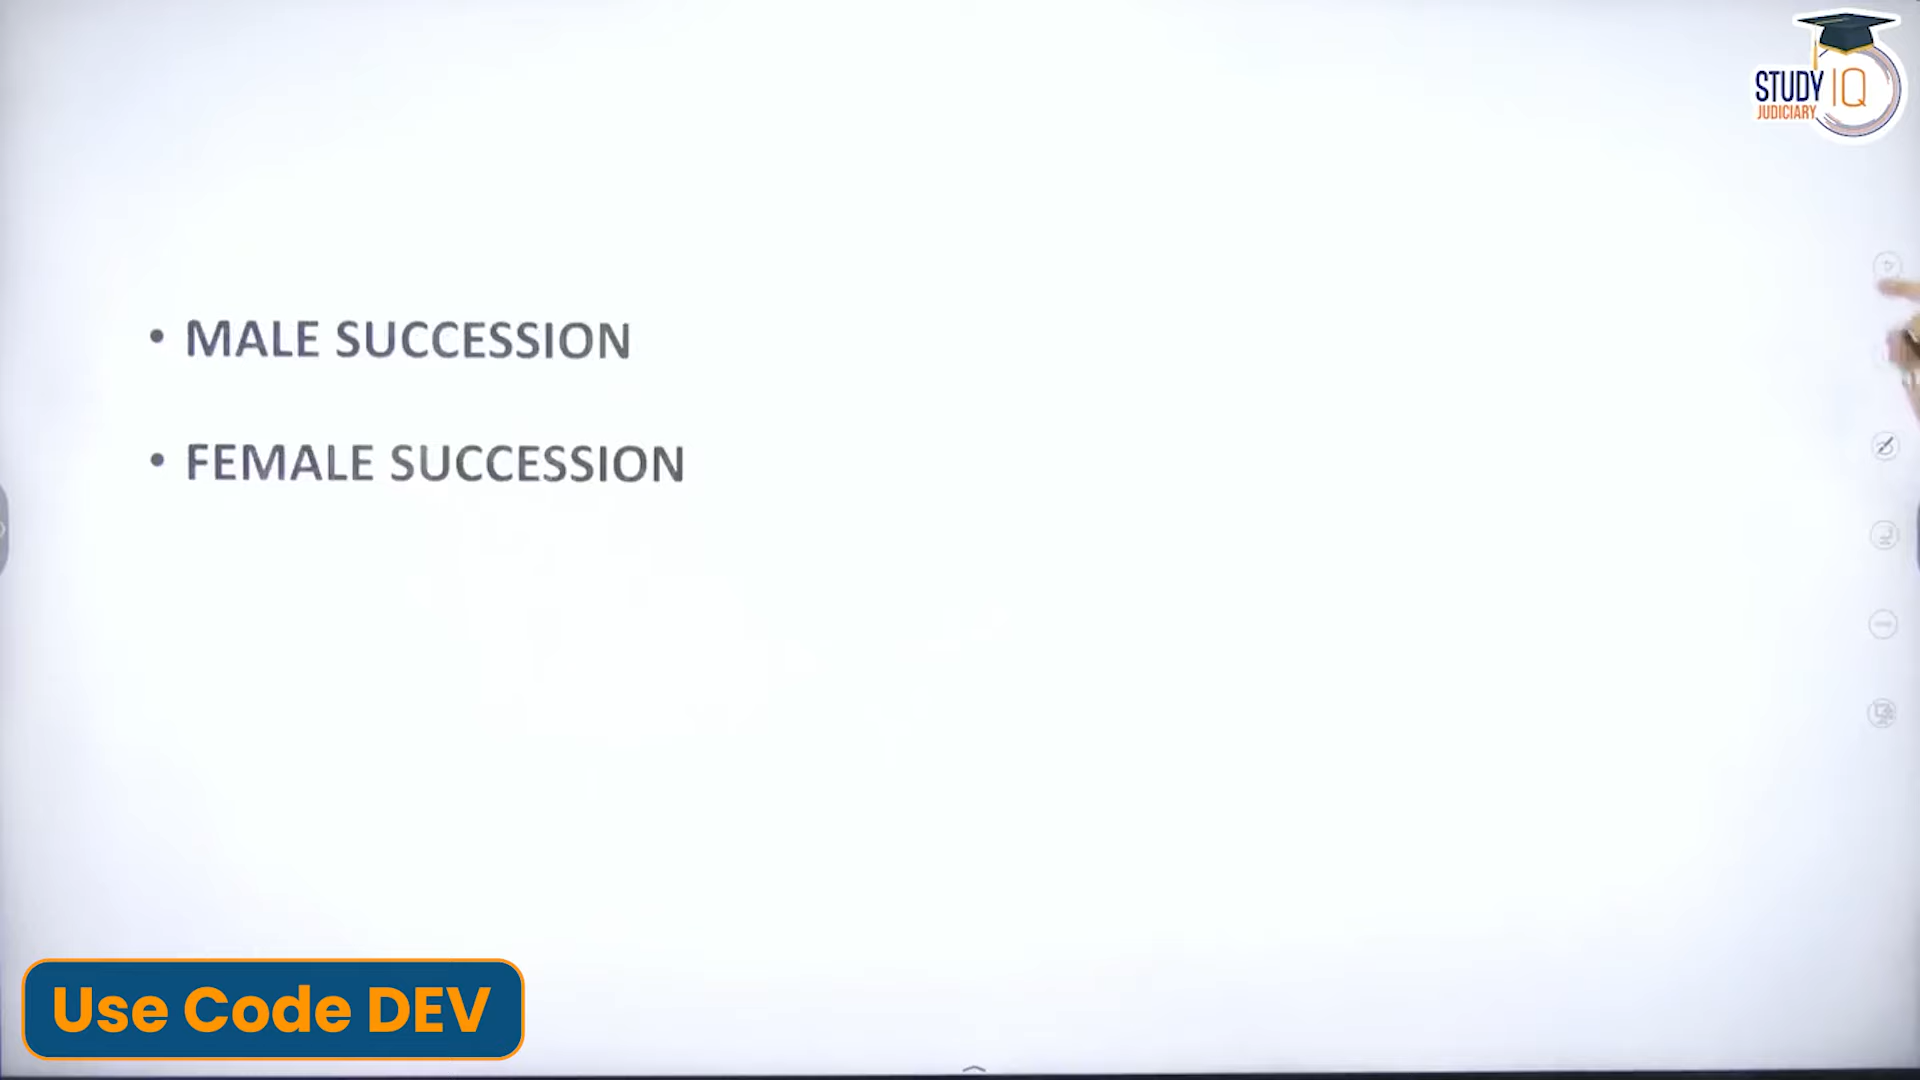 STUDY IQ
JUDICIARY
• MALE SUCCESSION
• FEMALE SUCCESSION
Use Code DEV